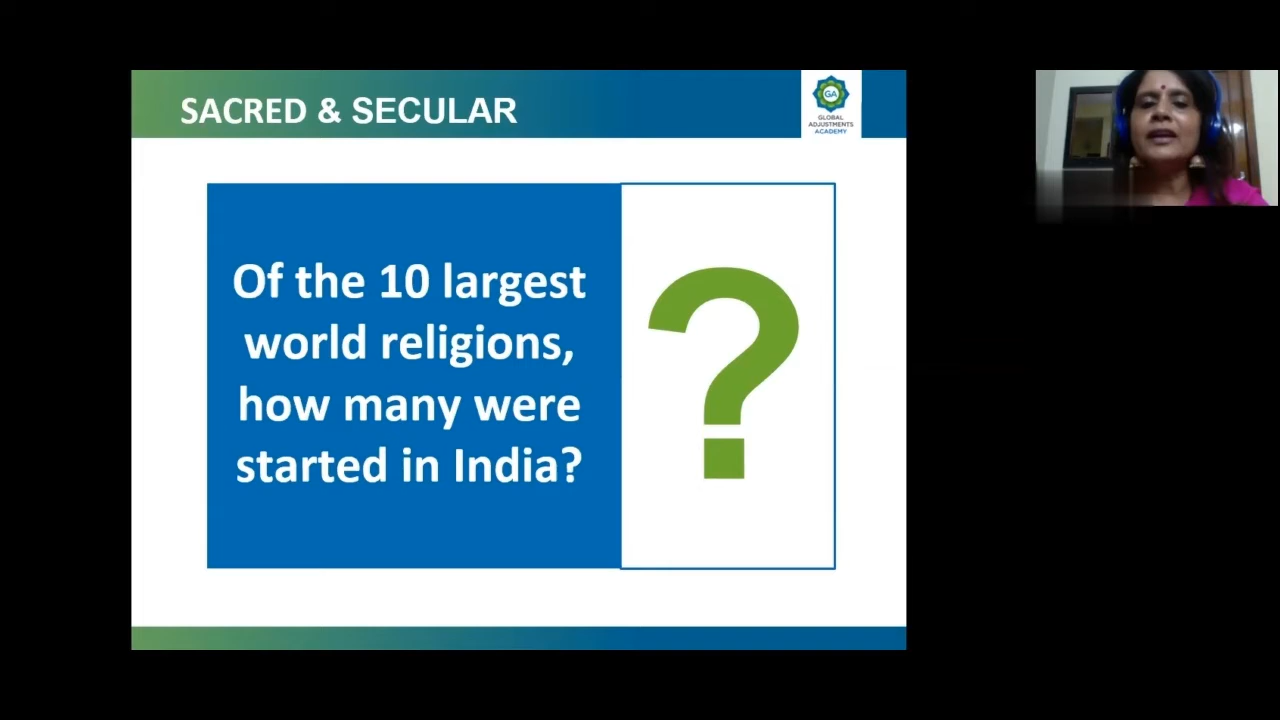 SACRED & SECULAR
GA
GLOBAL
ADJUSTMENTS
ACADEMY
Of the 10 largest
world religions,
how many were
started in India?
?